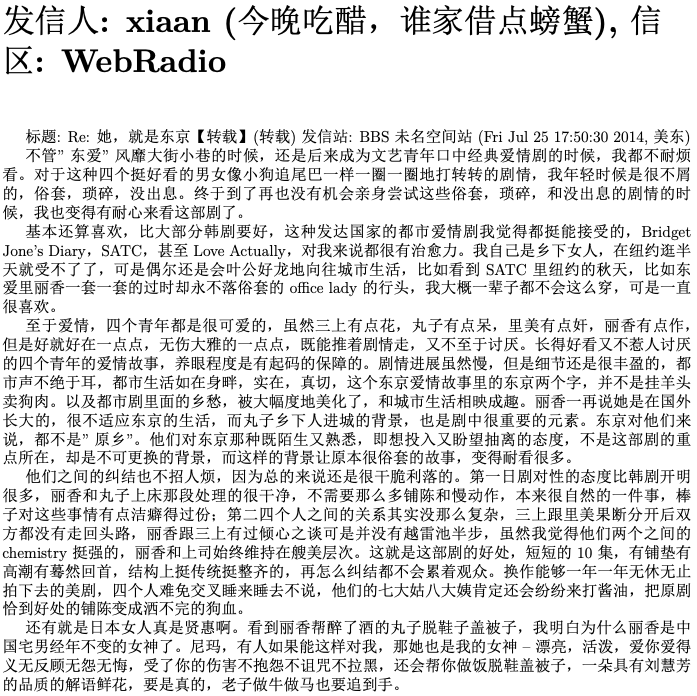 发信人: xiaan (今晚吃醋，谁家借点螃蟹), 信
区: WebRadio
标题: Re: 她，就是东京【转载】(转载) 发信站: BBS 未名空间站 (Fri Jul 25 17:50:30 2014, 美东)
不管” 东爱” 风靡大街小巷的时候，还是后来成为文艺青年口中经典爱情剧的时候，我都不耐烦
看。对于这种四个挺好看的男女像小狗追尾巴一样一圈一圈地打转转的剧情，我年轻时候是很不屑
的，俗套，琐碎，没出息。终于到了再也没有机会亲身尝试这些俗套，琐碎，和没出息的剧情的时
候，我也变得有耐心来看这部剧了。
基本还算喜欢，比大部分韩剧要好，这种发达国家的都市爱情剧我觉得都挺能接受的，Bridget
Jone's Diary，SATC，甚至 Love Actually，对我来说都很有治愈力。我自己是乡下女人，在纽约逛半
天就受不了了，可是偶尔还是会叶公好龙地向往城市生活，比如看到 SATC 里纽约的秋天，比如东
爱里丽香一套一套的过时却永不落俗套的 office lady 的行头，我大概一辈子都不会这么穿，可是一直
很喜欢。
至于爱情，四个青年都是很可爱的，虽然三上有点花，丸子有点呆，里美有点奸，丽香有点作，
但是好就好在一点点，无伤大雅的一点点，既能推着剧情走，又不至于讨厌。长得好看又不惹人讨厌
的四个青年的爱情故事，养眼程度是有起码的保障的。剧情进展虽然慢，但是细节还是很丰盈的，都
市声不绝于耳，都市生活如在身畔，实在，真切，这个东京爱情故事里的东京两个字，并不是挂羊头
卖狗肉。以及都市剧里面的乡愁，被大幅度地美化了，和城市生活相映成趣。丽香一再说她是在国外
长大的，很不适应东京的生活，而丸子乡下人进城的背景，也是剧中很重要的元素。东京对他们来
说，都不是” 原乡”。他们对东京那种既陌生又熟悉，即想投入又盼望抽离的态度，不是这部剧的重
点所在，却是不可更换的背景，而这样的背景让原本很俗套的故事，变得耐看很多。
他们之间的纠结也不招人烦，因为总的来说还是很干脆利落的。第一日剧对性的态度比韩剧开明
很多，丽香和丸子上床那段处理的很干净，不需要那么多铺陈和慢动作，本来很自然的一件事，棒
子对这些事情有点洁癖得过份；第二四个人之间的关系其实没那么复杂，三上跟里美果断分开后双
方都没有走回头路，丽香跟三上有过倾心之谈可是并没有越雷池半步，虽然我觉得他们两个之间的
chemistry 挺强的，丽香和上司始终维持在艘美层次。这就是这部剧的好处，短短的 10 集，有铺垫有
高潮有蓦然回首，结构上挺传统挺整齐的，再怎么纠结都不会累着观众。换作能够一年一年无休无止
拍下去的美剧，四个人难免交叉睡来睡去不说，他们的七大姑八大姨肯定还会纷纷来打酱油，把原剧
恰到好处的铺陈变成洒不完的狗血。
还有就是日本女人真是贤惠啊。看到丽香帮醉了酒的丸子脱鞋子盖被子，我明白为什么丽香是中
国宅男经年不变的女神了。尼玛，有人如果能这样对我，那她也是我的女神 – 漂亮，活泼，爱你爱得
义无反顾无怨无悔，受了你的伤害不抱怨不诅咒不拉黑，还会帮你做饭脱鞋盖被子，一朵具有刘慧芳
的品质的解语鲜花，要是真的，老子做牛做马也要追到手。